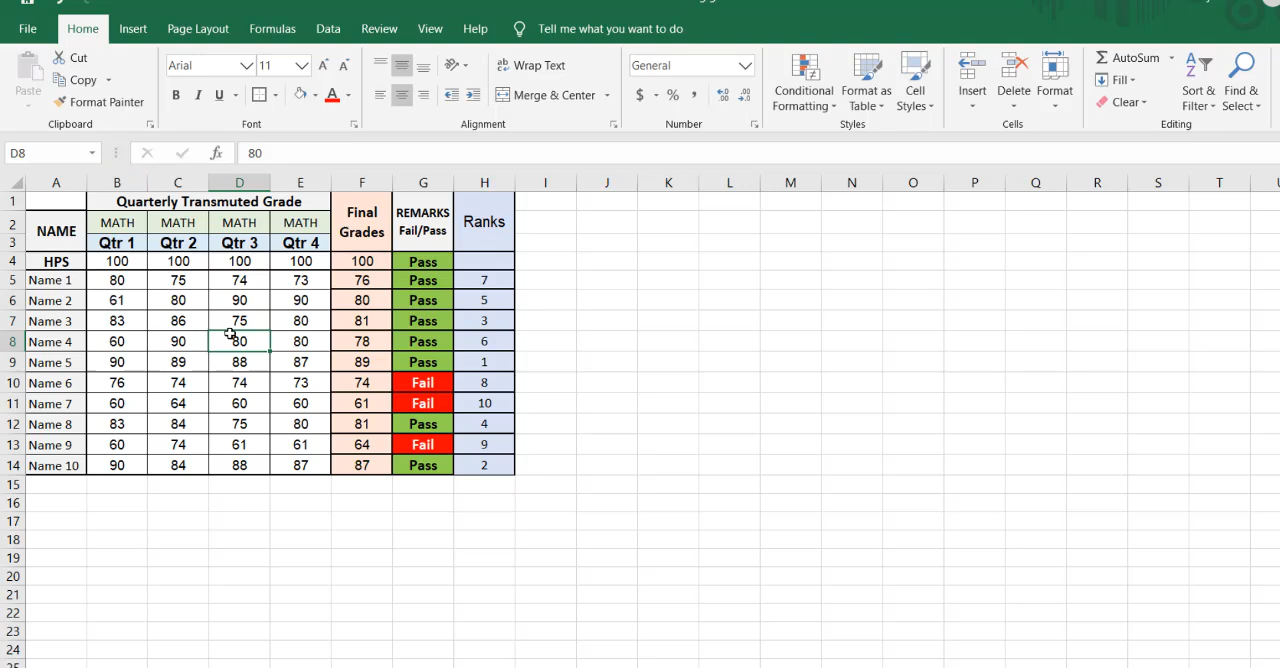 File Home Insert Page Layout Formulas Data Review View Help Tell me what you want to do
Paste
Cut
Copy
Format Painter
Clipboard
Arial 11 A A
B I U A
Font
ab Wrap Text
Merge & Center
Alignment
General
$ % ,
Number
Conditional Formatting
Format as Table
Cell Styles
Styles
Insert Delete Format
Cells
AutoSum
Fill
Clear
Sort & Filter
Find & Select
Editing
D8 fx 80
A B C D E F G H I J K L M N O P Q R S T
1 Quarterly Transmuted Grade Final Grades REMARKS Fail/Pass Ranks
2 NAME MATH MATH MATH MATH
3 Qtr 1 Qtr 2 Qtr 3 Qtr 4
4 HPS 100 100 100 100 100 Pass
5 Name 1 80 75 74 73 76 Pass 7
6 Name 2 61 80 90 90 80 Pass 5
7 Name 3 83 86 75 80 81 Pass 3
8 Name 4 60 90 80 80 78 Pass 6
9 Name 5 90 89 88 87 89 Pass 1
10 Name 6 76 74 74 73 74 Fail 8
11 Name 7 60 64 60 60 61 Fail 10
12 Name 8 83 84 75 80 81 Pass 4
13 Name 9 60 74 61 61 64 Fail 9
14 Name 10 90 84 88 87 87 Pass 2
15
16
17
18
19
20
21
22
23
24